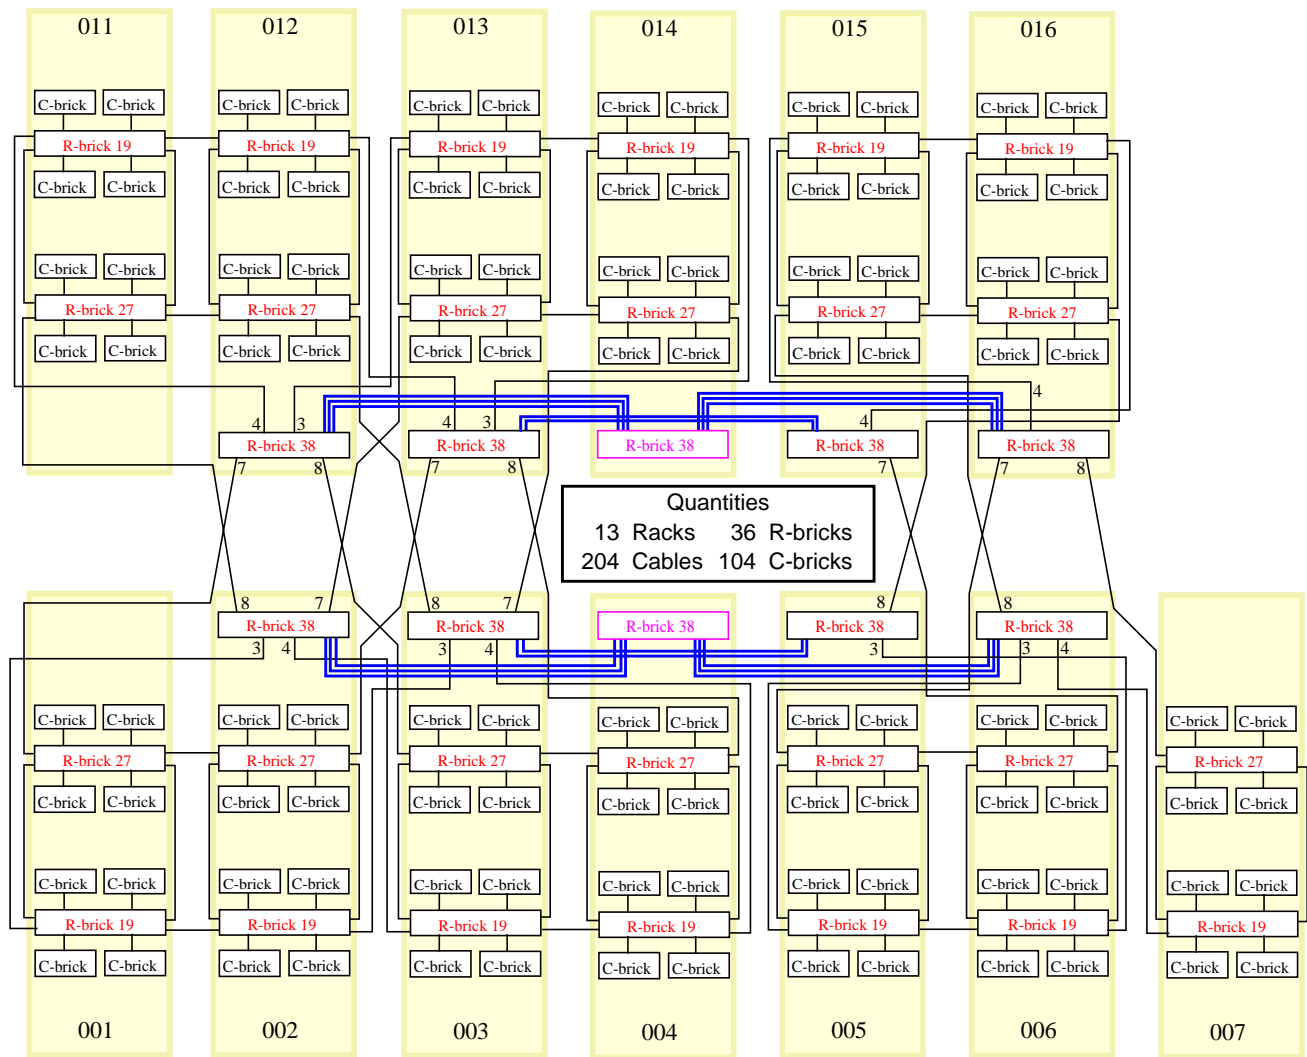 011 012 013 014 015 016
C-brick C-brick C-brick C-brick C-brick C-brick C-brick C-brick C-brick C-brick C-brick C-brick
R-brick 19 R-brick 19 R-brick 19 R-brick 19 R-brick 19 R-brick 19
C-brick C-brick C-brick C-brick C-brick C-brick C-brick C-brick C-brick C-brick C-brick C-brick
C-brick C-brick C-brick C-brick C-brick C-brick C-brick C-brick C-brick C-brick C-brick C-brick
R-brick 27 R-brick 27 R-brick 27 R-brick 27 R-brick 27 R-brick 27
C-brick C-brick C-brick C-brick C-brick C-brick C-brick C-brick C-brick C-brick C-brick C-brick
4 3 4 3 4 4
R-brick 38 R-brick 38 R-brick 38 R-brick 38 R-brick 38
7 8 7 8 7 7 8
Quantities
13 Racks 36 R-bricks
204 Cables 104 C-bricks
8 7 8 7 8 8
R-brick 38 R-brick 38 R-brick 38 R-brick 38 R-brick 38
3 4 3 4 3 3 4
C-brick C-brick C-brick C-brick C-brick C-brick C-brick C-brick C-brick C-brick C-brick C-brick C-brick C-brick
R-brick 27 R-brick 27 R-brick 27 R-brick 27 R-brick 27 R-brick 27 R-brick 27
C-brick C-brick C-brick C-brick C-brick C-brick C-brick C-brick C-brick C-brick C-brick C-brick C-brick C-brick
C-brick C-brick C-brick C-brick C-brick C-brick C-brick C-brick C-brick C-brick C-brick C-brick C-brick C-brick
R-brick 19 R-brick 19 R-brick 19 R-brick 19 R-brick 19 R-brick 19 R-brick 19
C-brick C-brick C-brick C-brick C-brick C-brick C-brick C-brick C-brick C-brick C-brick C-brick C-brick C-brick
001 002 003 004 005 006 007